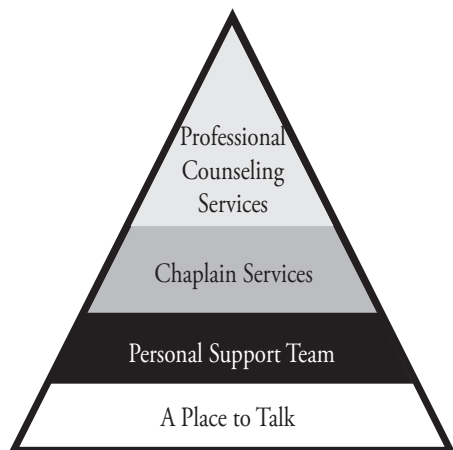 Professional
Counseling
Services
Chaplain Services
Personal Support Team
A Place to Talk